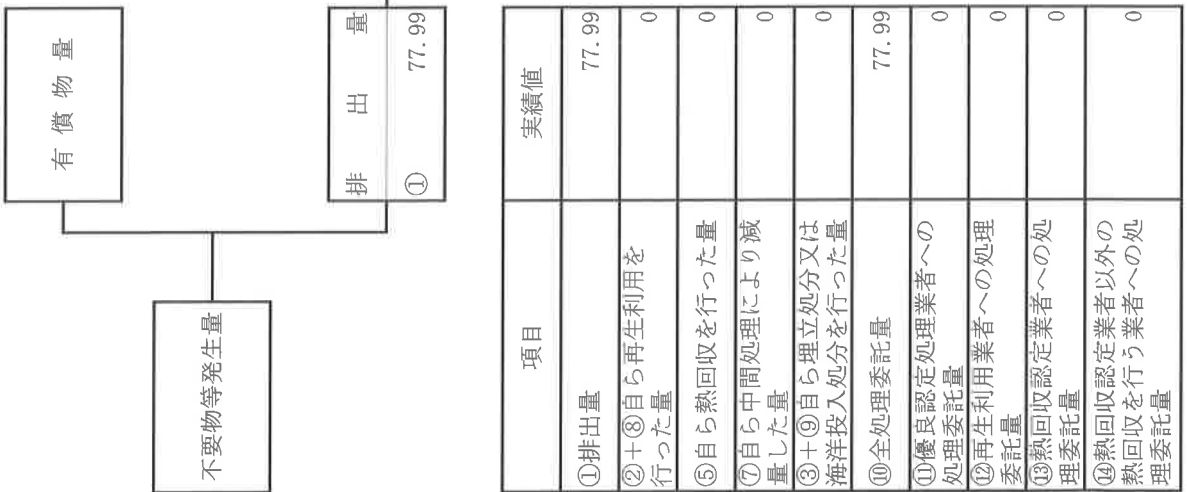 不要物等発生量
有償物量
排出量
① 77.99
項目 実績値
①排出量 77.99
②+⑧自ら再生利用を
行った量 0
⑤自ら熱回収を行った量 0
⑦自ら中間処理により減
量した量 0
③+⑨自ら埋立処分又は
海洋投入処分を行った量 0
⑩全処理委託量 77.99
⑪優良認定処理業者への
処理委託量 0
⑫再生利用業者への処理
委託量 0
⑬熱回収認定業者への処
理委託量 0
⑭熱回収認定業者以外の
熱回収を行う業者への処
理委託量 0